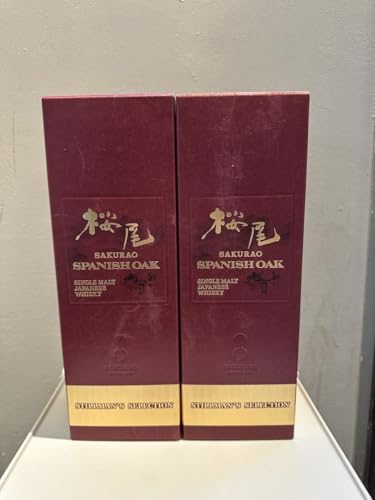 桜尾
SAKURAO
SPANISH OAK
SINGLE MALT
JAPANESE
WHISKY
STILLMAN'S SELECTION
桜尾
SAKURAO
SPANISH OAK
SINGLE MALT
JAPANESE
WHISKY
STILLMAN'S SELECTION